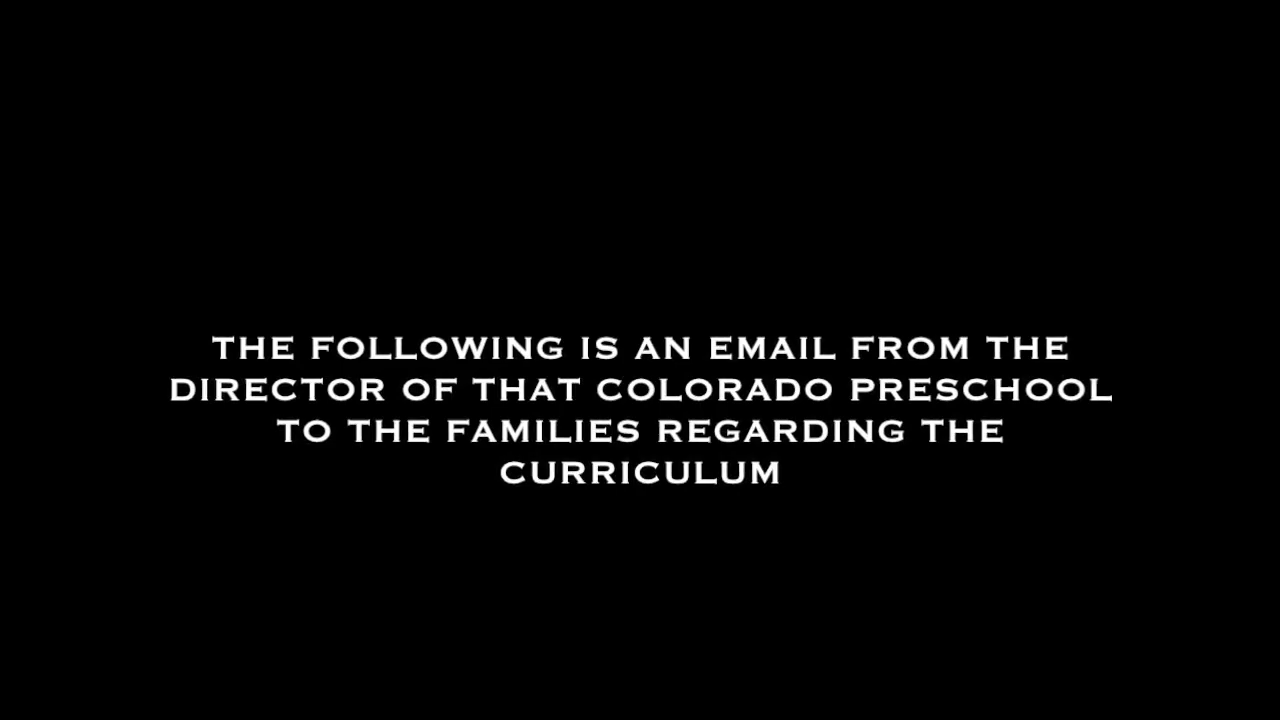 THE FOLLOWING IS AN EMAIL FROM THE
DIRECTOR OF THAT COLORADO PRESCHOOL
TO THE FAMILIES REGARDING THE
CURRICULUM